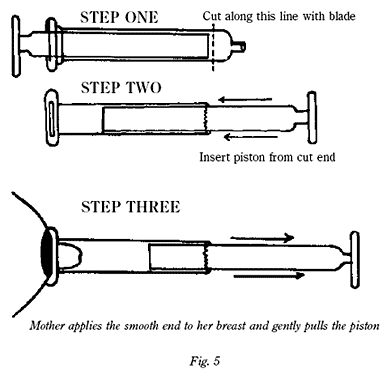 STEP ONE
Cut along this line with blade
STEP TWO
Insert piston from cut end
STEP THREE
Mother applies the smooth end to her breast and gently pulls the piston
Fig. 5